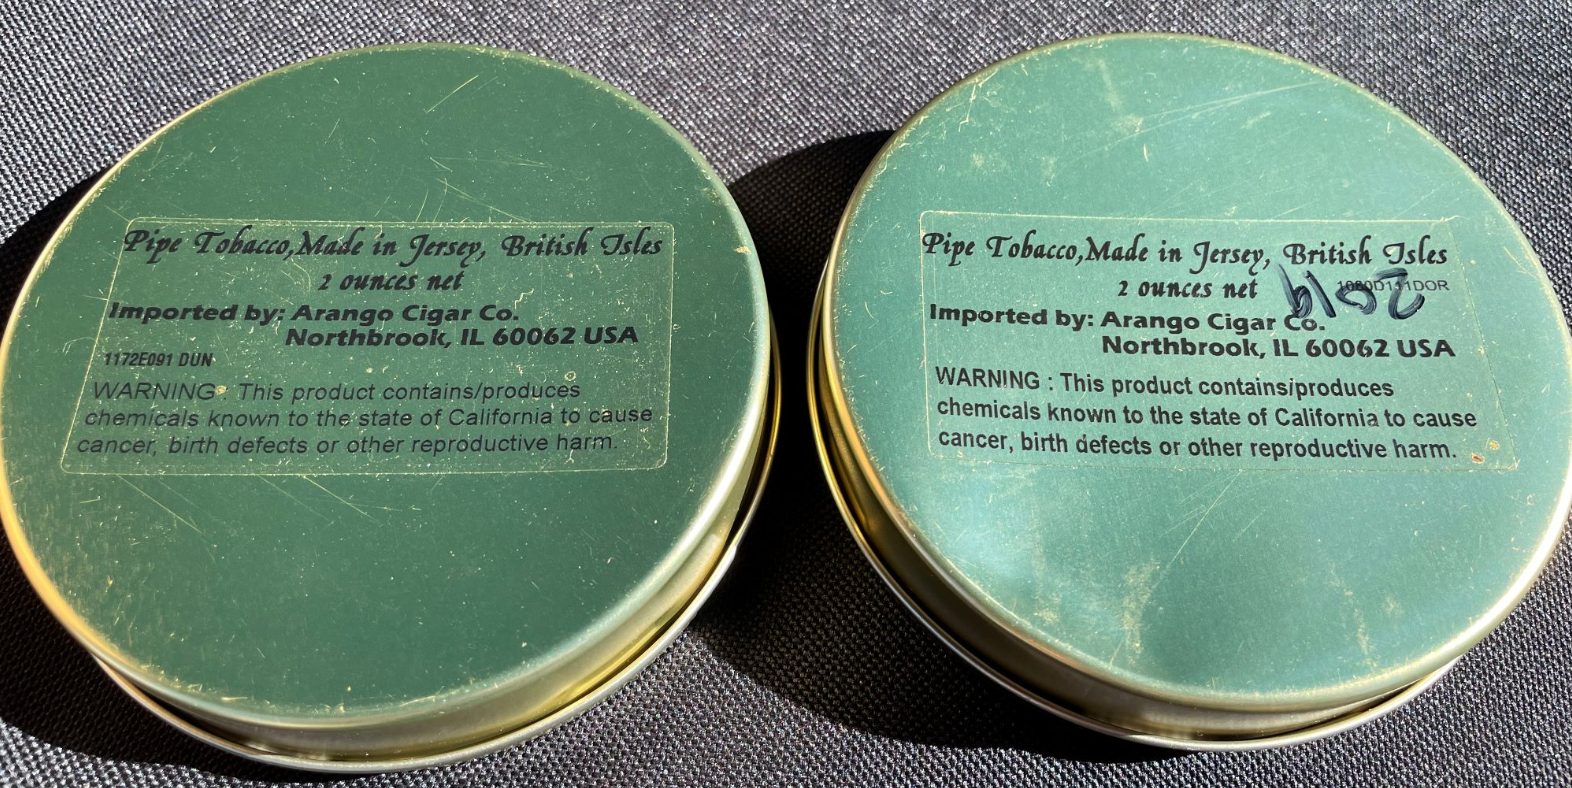 Pipe Tobacco,Made in Jersey, British Isles
2 ounces net
Imported by: Arango Cigar Co.
Northbrook, IL 60062 USA
1172E091 DUN
WARNING : This product contains/produces
chemicals known to the state of California to cause
cancer, birth defects or other reproductive harm.
Pipe Tobacco,Made in Jersey, British Isles
2 ounces net
Imported by: Arango Cigar Co.
Northbrook, IL 60062 USA
WARNING : This product contains/produces
chemicals known to the state of California to cause
cancer, birth defects or other reproductive harm.